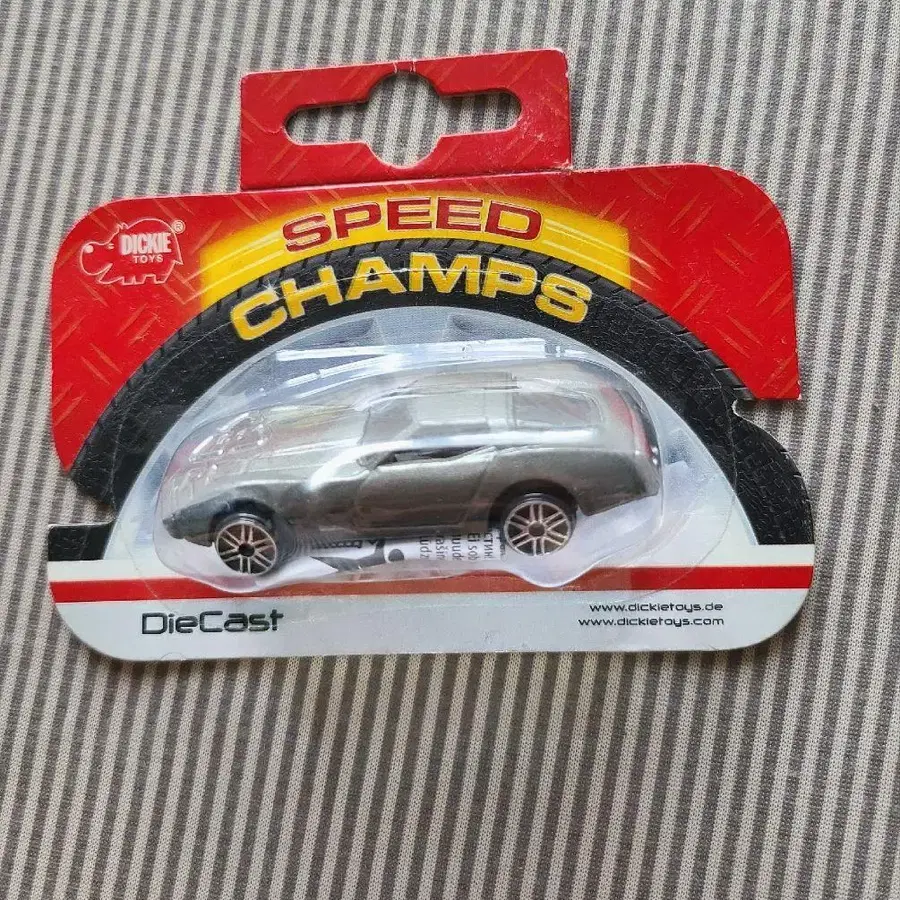 SPEED
CHAMPS
DICKIE®
TOYS
DieCast
www.dickietoys.de
www.dickietoys.com